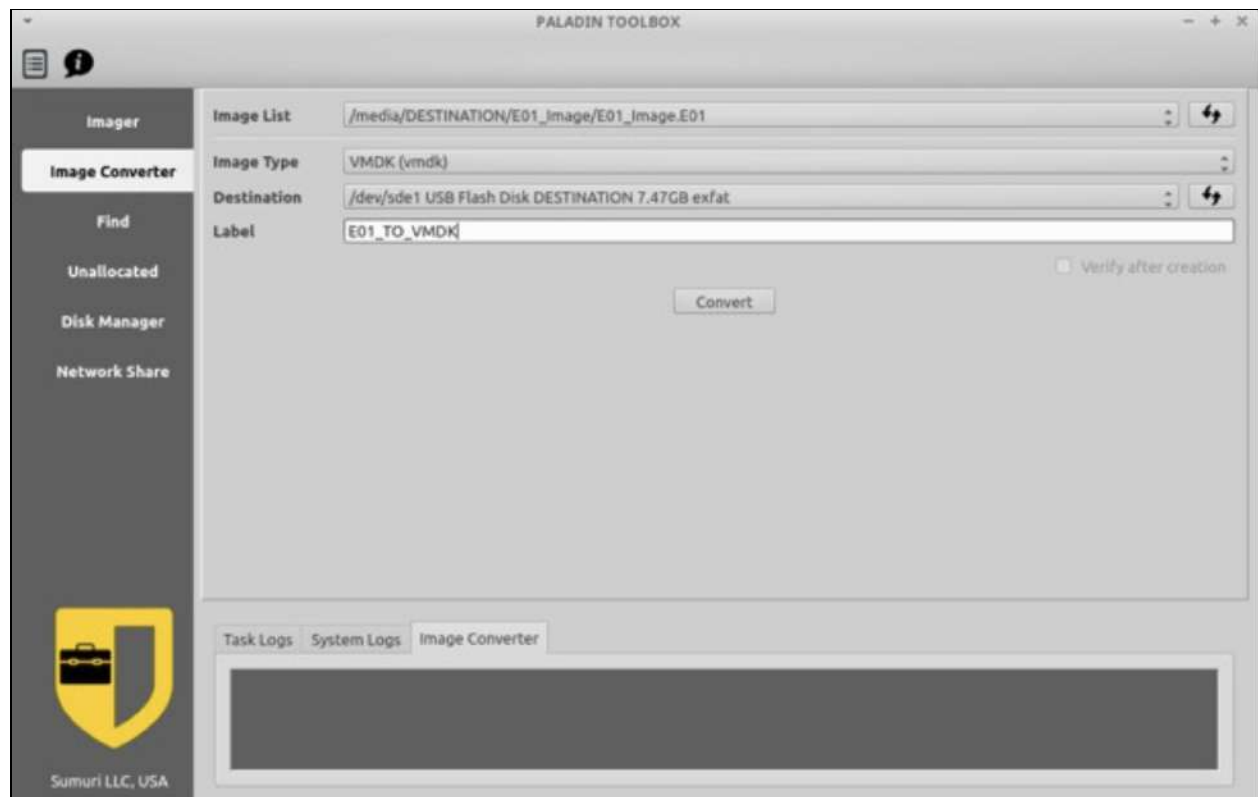 PALADIN TOOLBOX
Imager
Image Converter
Find
Unallocated
Disk Manager
Network Share
Sumuri LLC, USA
Image List /media/DESTINATION/E01_Image/E01_Image.E01
Image Type VMDK (vmdk)
Destination /dev/sde1 USB Flash Disk DESTINATION 7.47GB exfat
Label E01_TO_VMDK
Verify after creation
Convert
Task Logs System Logs Image Converter